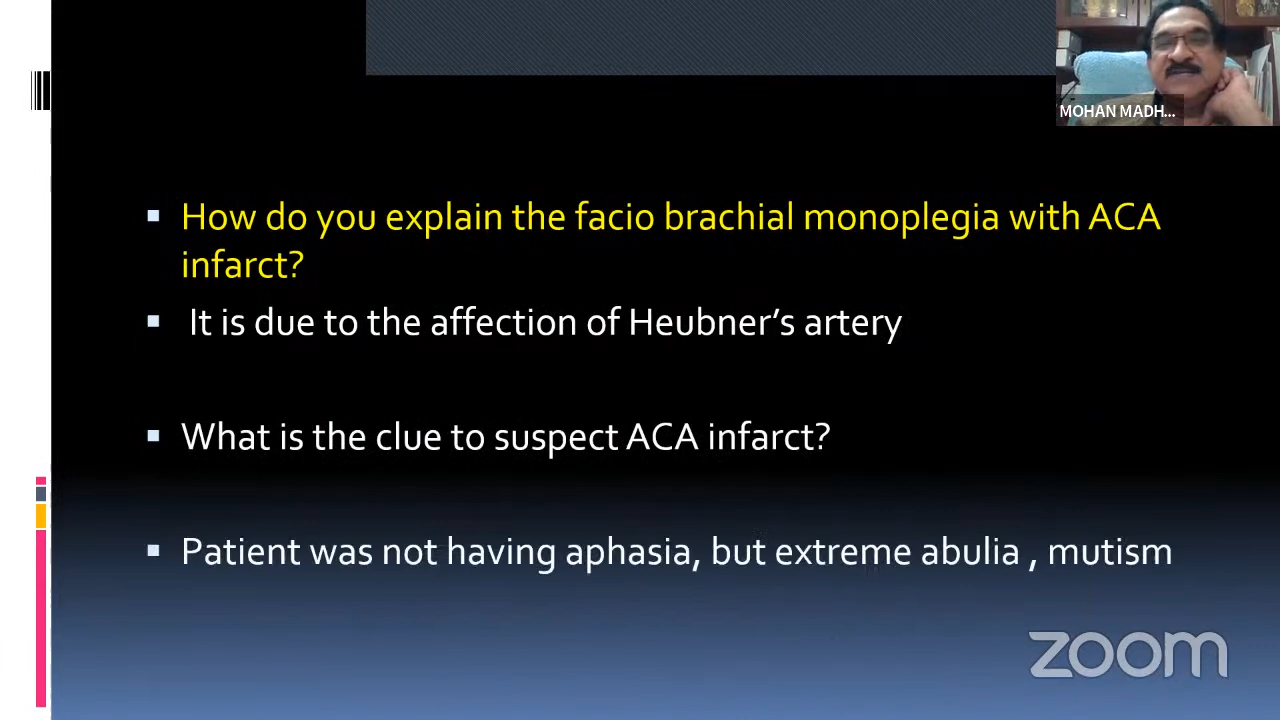 MOHAN MADH...
▪ How do you explain the facio brachial monoplegia with ACA
infarct?
▪ It is due to the affection of Heubner’s artery
▪ What is the clue to suspect ACA infarct?
▪ Patient was not having aphasia, but extreme abulia , mutism
zoom